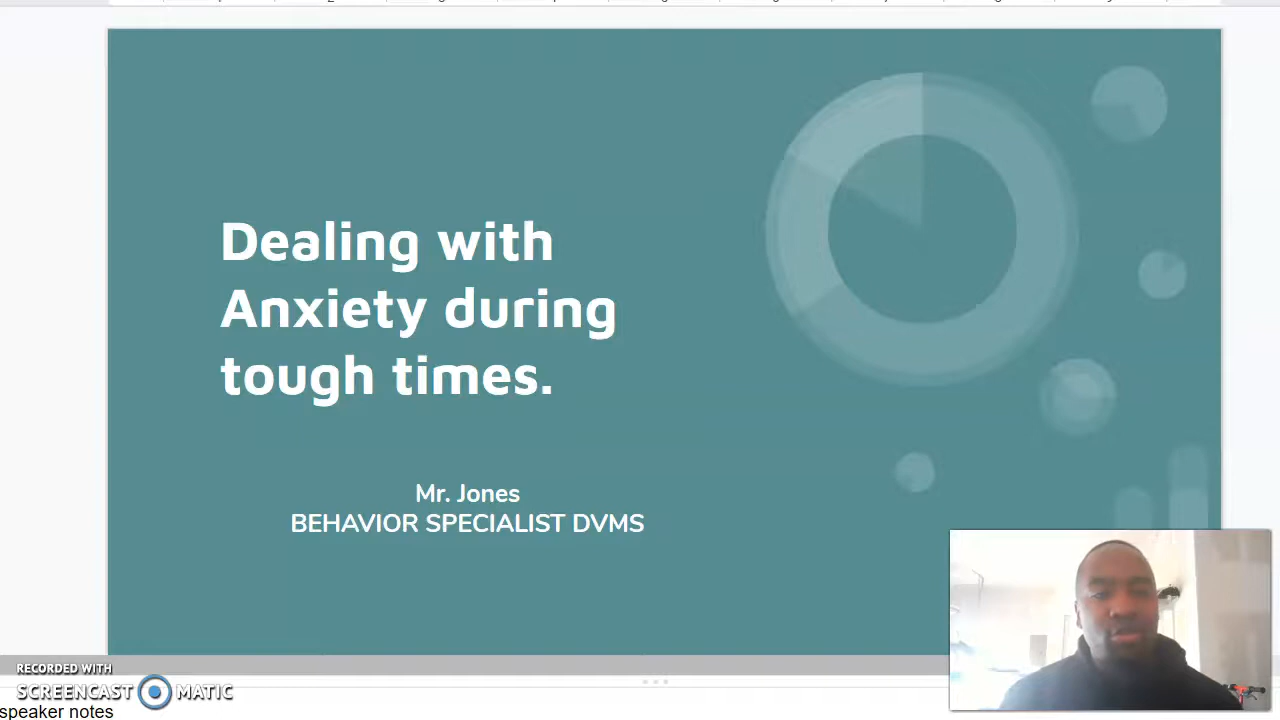 Dealing with
Anxiety during
tough times.
Mr. Jones
BEHAVIOR SPECIALIST DVMS
RECORDED WITH
SCREENCAST MATIC
speaker notes